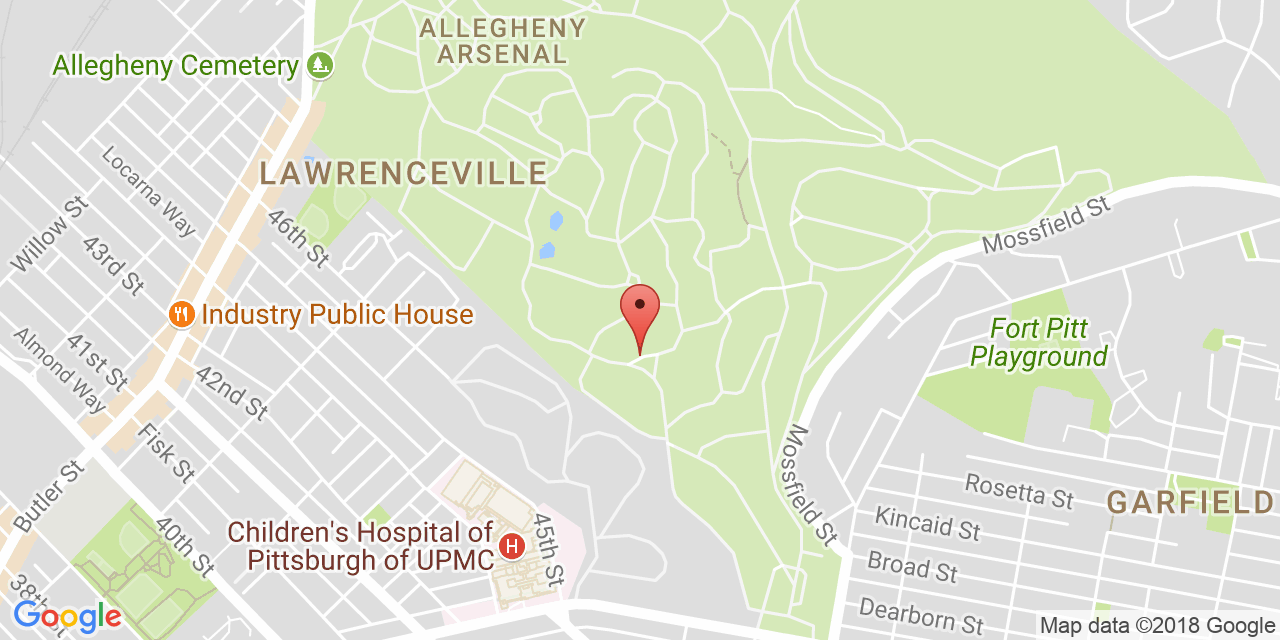 ALLEGHENY
ARSENAL
Allegheny Cemetery
LAWRENCEVILLE
Locarna Way
Willow St
46th St
43rd St
Mossfield St
Industry Public House
Fort Pitt
Playground
41st St
Almond Way
42nd St
Fisk St
Butler St
Mossfield St
Rosetta St
GARFIELD
Kincaid St
40th St
Children's Hospital of
Pittsburgh of UPMC
H
45th St
Broad St
38th St
Dearborn St
Google
Map data ©2018 Google